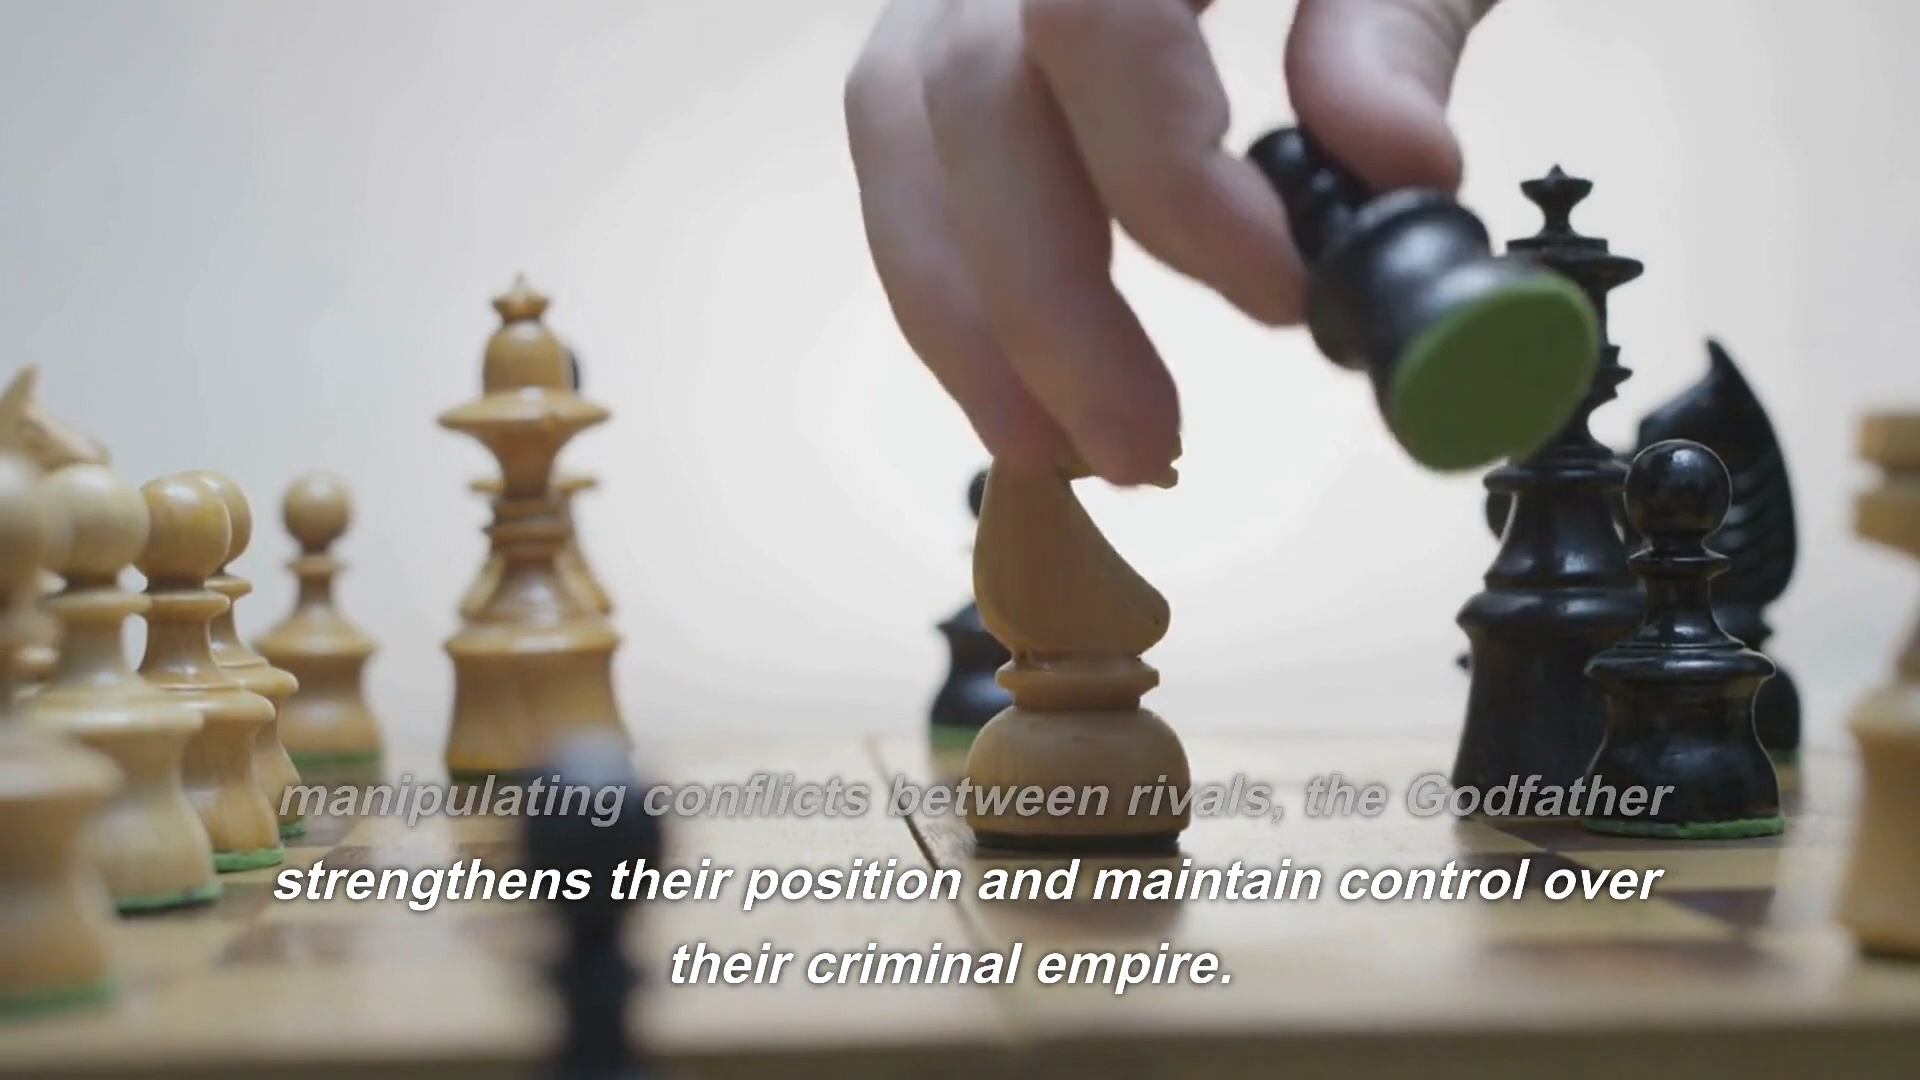 manipulating conflicts between rivals, the Godfather
strengthens their position and maintain control over
their criminal empire.